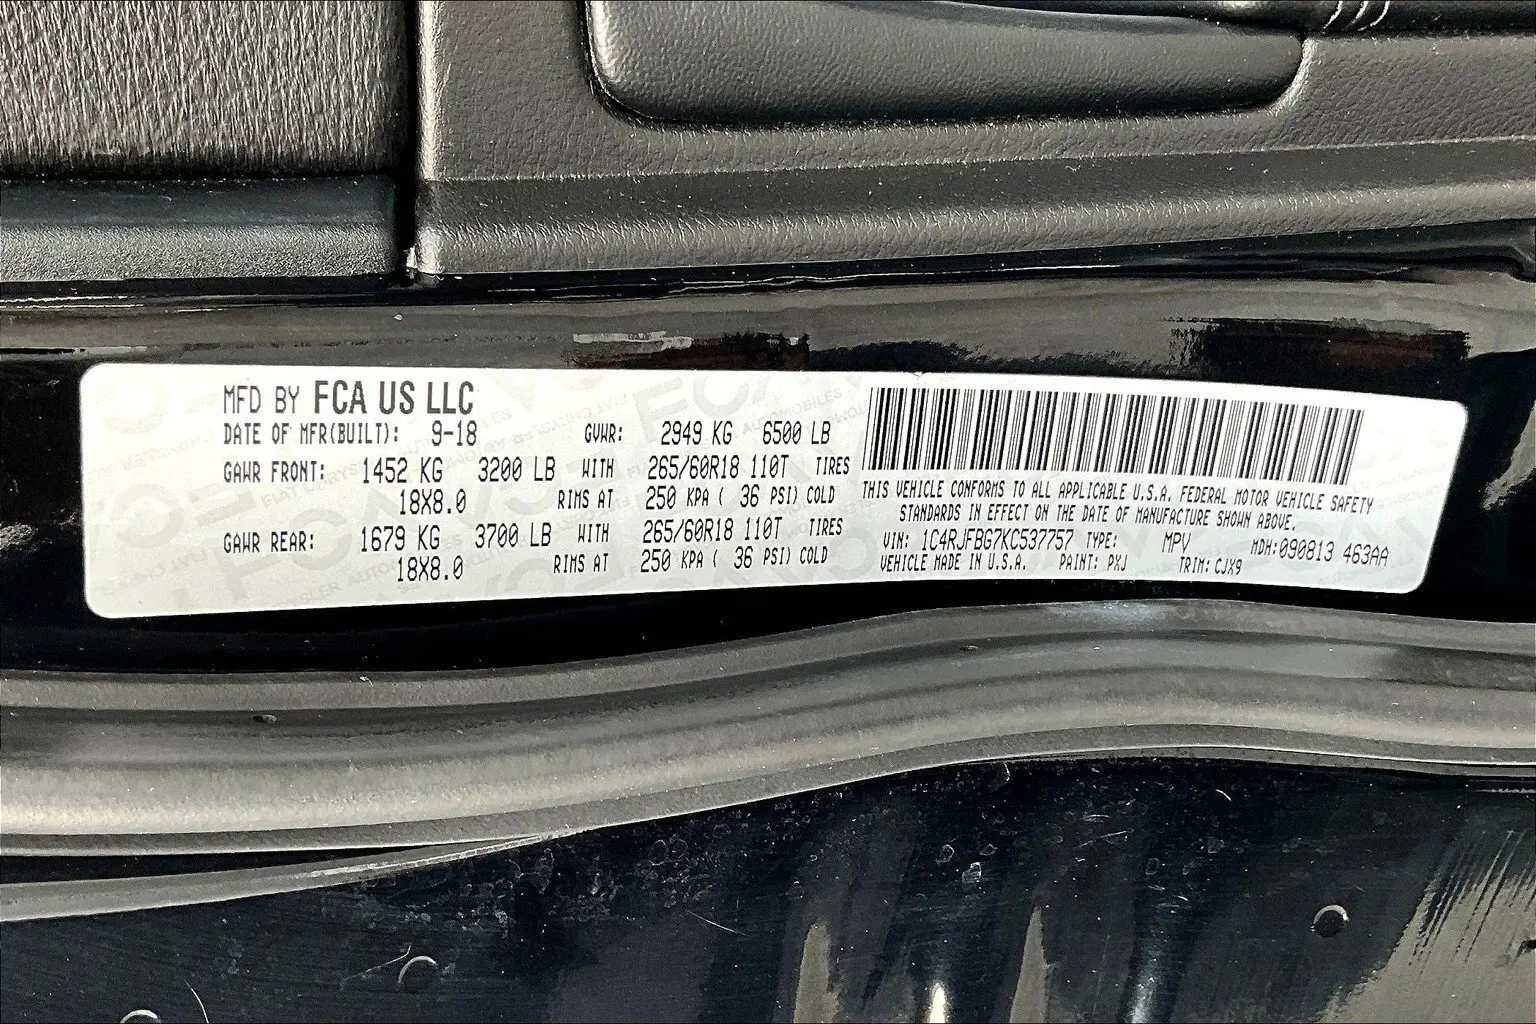 MFD BY FCA US LLC
DATE OF MFR(BUILT): 9-18 GVWR: 2949 KG 6500 LB
GAWR FRONT: 1452 KG 3200 LB WITH 265/60R18 110T TIRES
18X8.0 RIMS AT 250 KPA ( 36 PSI) COLD
GAWR REAR: 1679 KG 3700 LB WITH 265/60R18 110T TIRES
18X8.0 RIMS AT 250 KPA ( 36 PSI) COLD
THIS VEHICLE CONFORMS TO ALL APPLICABLE U.S.A. FEDERAL MOTOR VEHICLE SAFETY
STANDARDS IN EFFECT ON THE DATE OF MANUFACTURE SHOWN ABOVE.
VIN: 1C4RJFBG7KC537757 TYPE: MPV MDH:090813 463AA
VEHICLE MADE IN U.S.A. PAINT: PXJ TRIM: CJX9